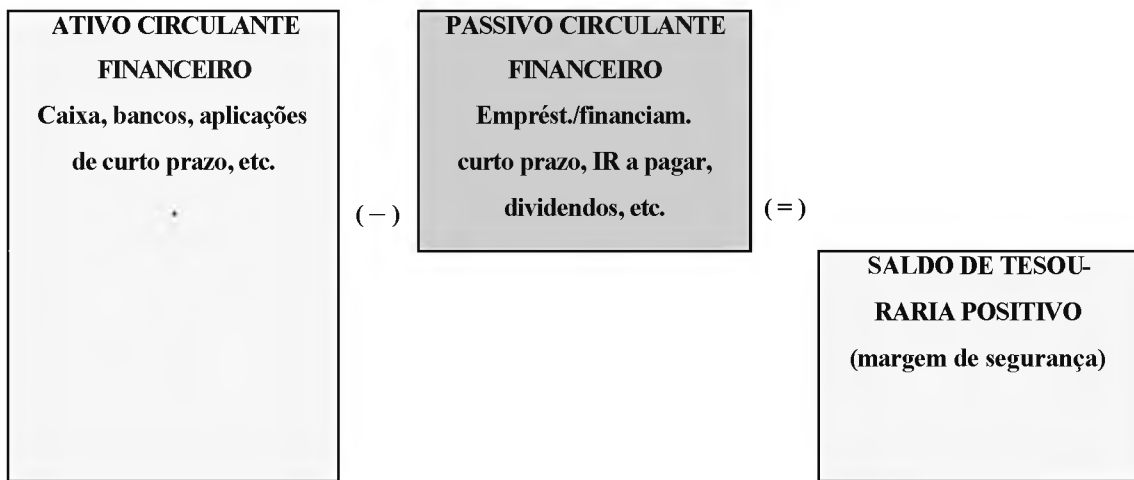 ATIVO CIRCULANTE
FINANCEIRO
Caixa, bancos, aplicações
de curto prazo, etc.
( – )
PASSIVO CIRCULANTE
FINANCEIRO
Emprést./financiam.
curto prazo, IR a pagar,
dividendos, etc.
( = )
SALDO DE TESOU-
RARIA POSITIVO
(margem de segurança)